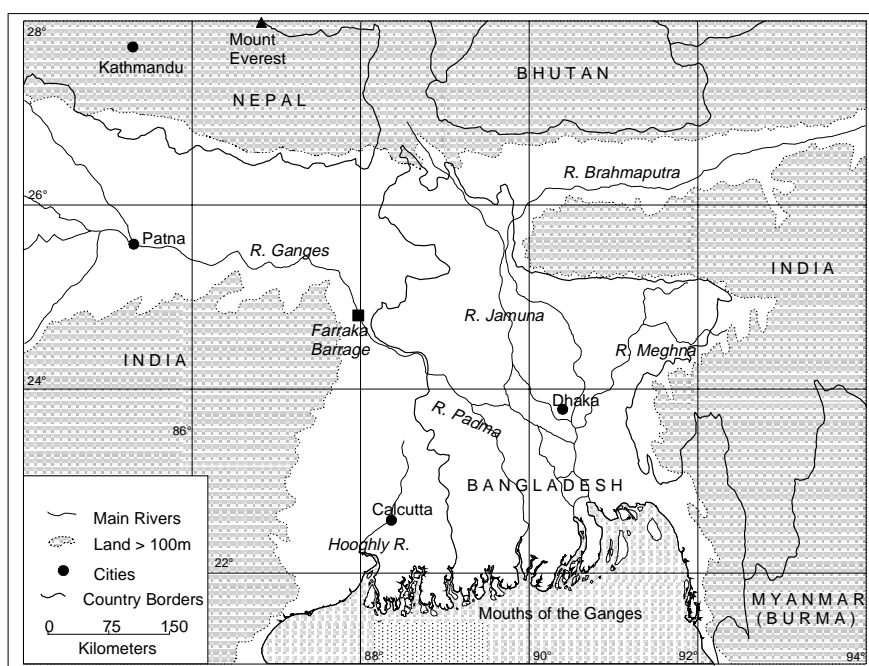 28°
Kathmandu
Mount
Everest
NEPAL
BHUTAN
R. Brahmaputra
26°
Patna
R. Ganges
INDIA
R. Jamuna
Farraka
Barrage
INDIA
R. Meghna
24°
Dhaka
R. Padma
86°
BANGLADESH
Main Rivers
Calcutta
Land > 100m
Hooghly R.
Cities
22°
Country Borders
MYANMAR
(BURMA)
Mouths of the Ganges
0 75 150
Kilometers
88° 90° 92° 94°